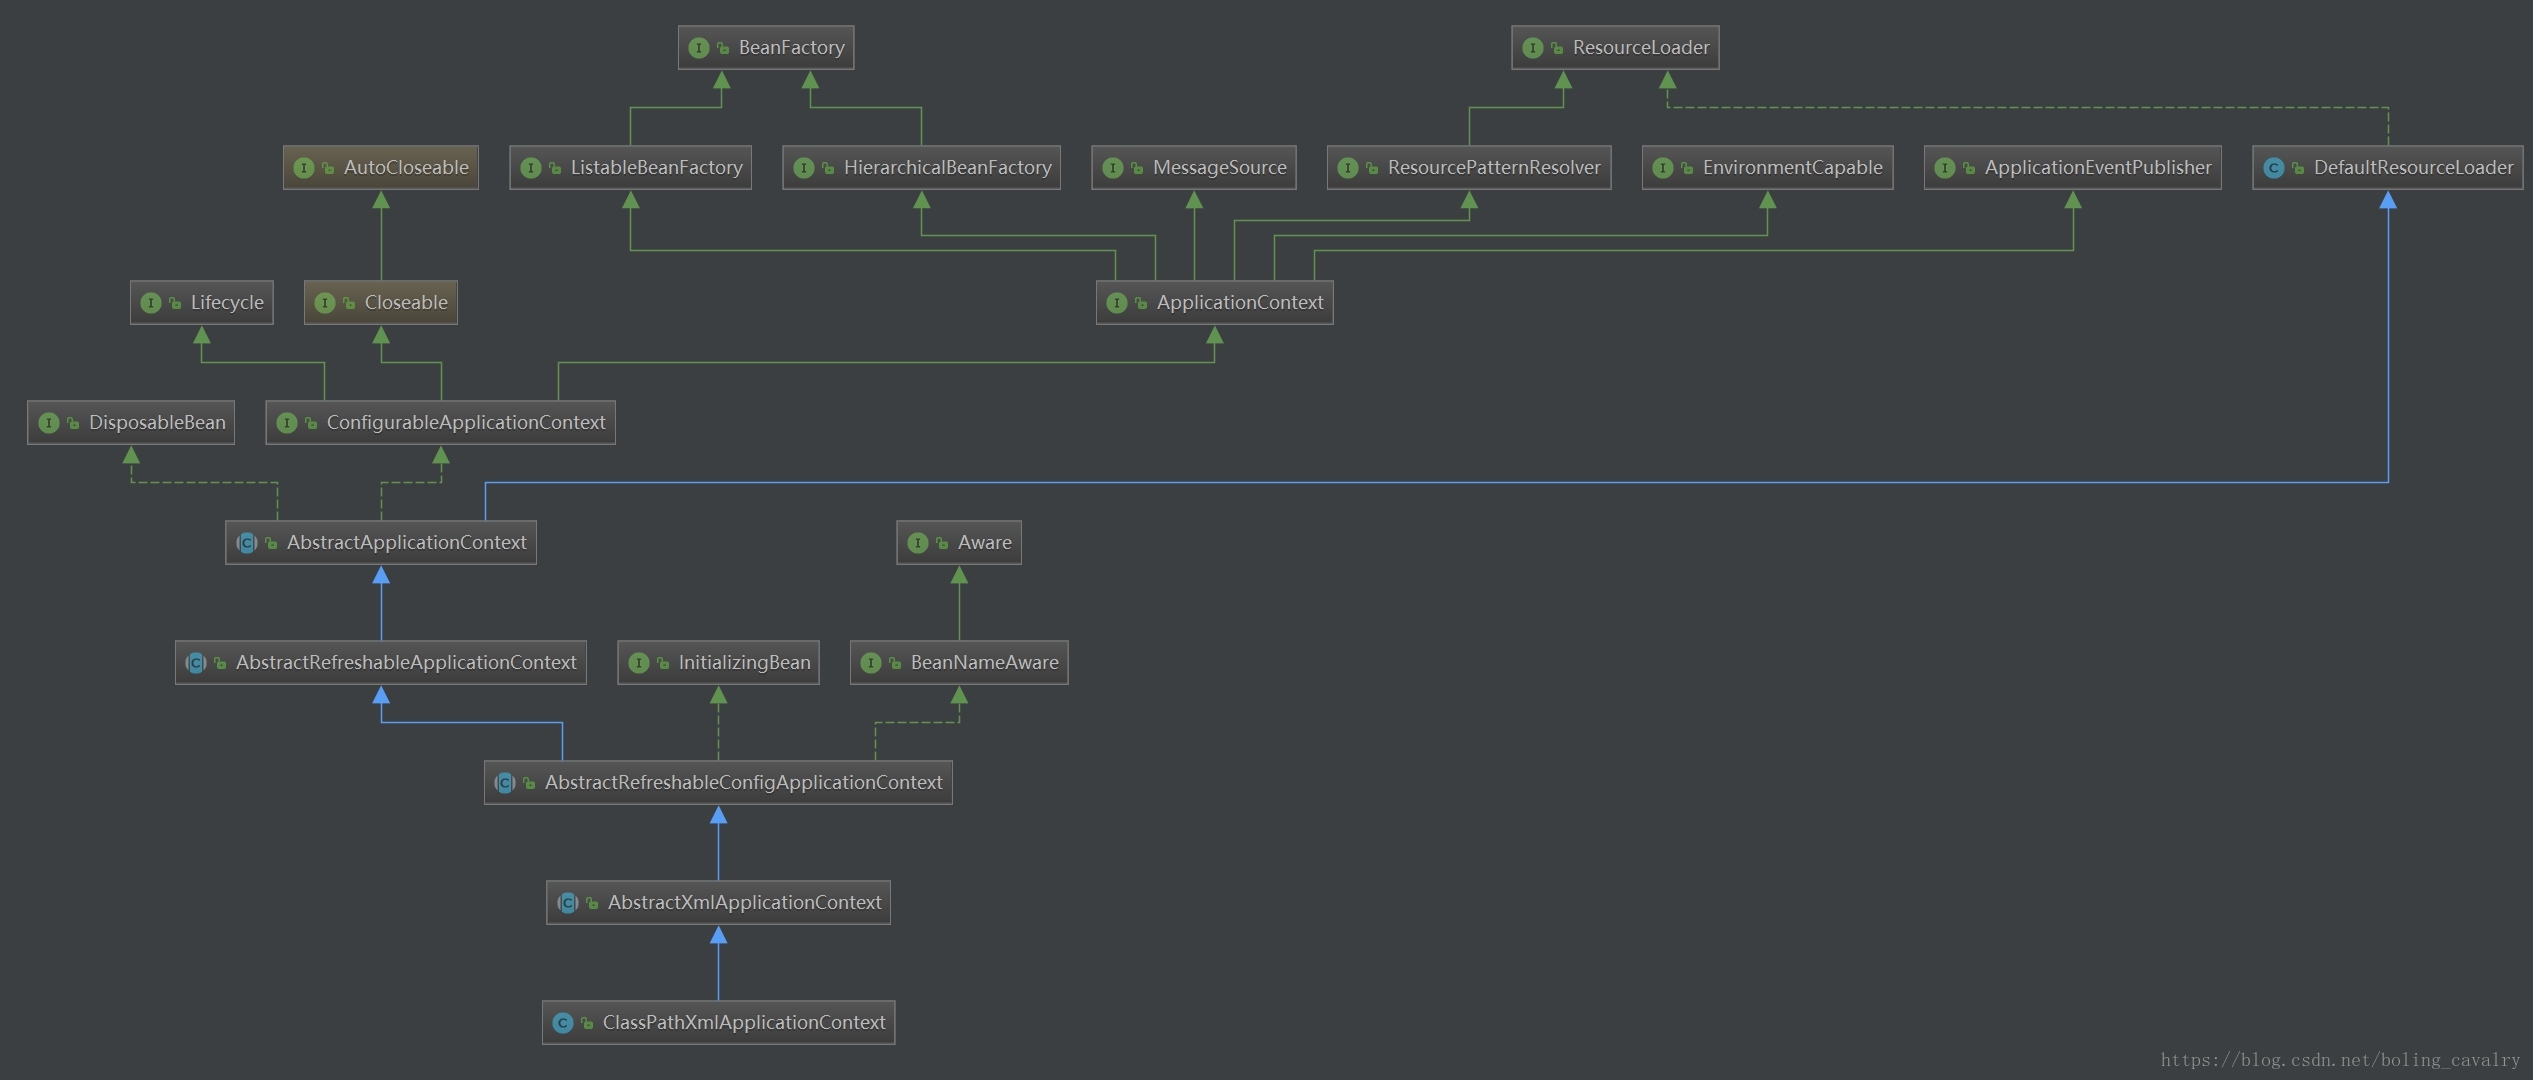 BeanFactory
ResourceLoader
AutoCloseable
ListableBeanFactory
HierarchicalBeanFactory
MessageSource
ResourcePatternResolver
EnvironmentCapable
ApplicationEventPublisher
DefaultResourceLoader
Lifecycle
Closeable
ApplicationContext
DisposableBean
ConfigurableApplicationContext
AbstractApplicationContext
Aware
AbstractRefreshableApplicationContext
InitializingBean
BeanNameAware
AbstractRefreshableConfigApplicationContext
AbstractXmlApplicationContext
ClassPathXmlApplicationContext
https://blog.csdn.net/boling_cavalry